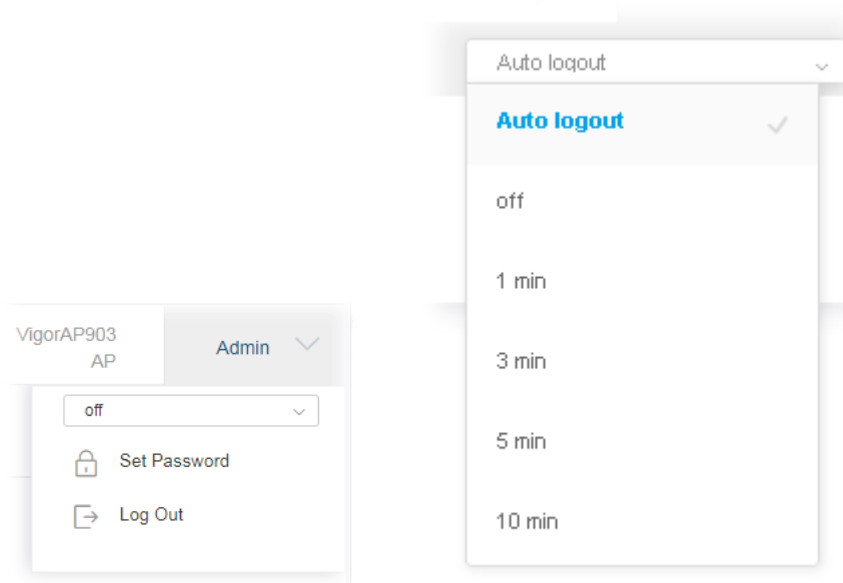 Auto logout
Auto logout
off
1 min
3 min
5 min
10 min
VigorAP903
AP
Admin
off
Set Password
Log Out